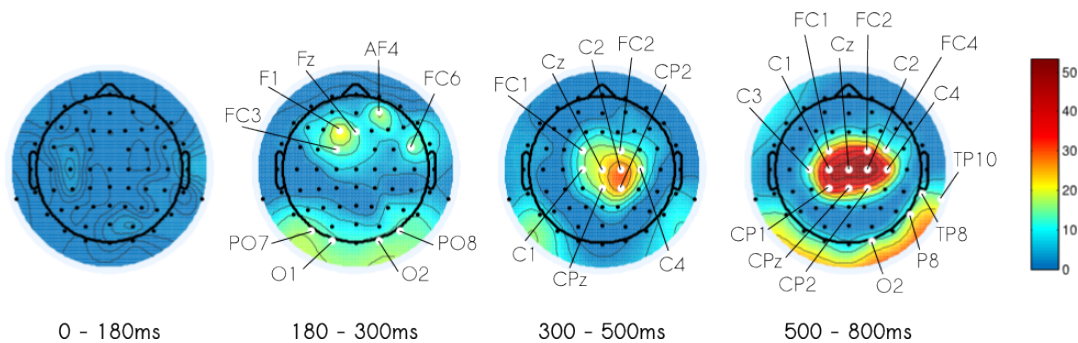 FC1 FC2
C2 FC2 Cz FC4
AF4 Cz CP2 C1 C2
Fz
F1 FC6 FC1 C3 C4
FC3 TP10
50
40
30
20
10
0
PO7 PO8 C1 C4 CP1 TP8
O1 O2 CPz CPz P8
CP2 O2
0 - 180ms 180 - 300ms 300 - 500ms 500 - 800ms